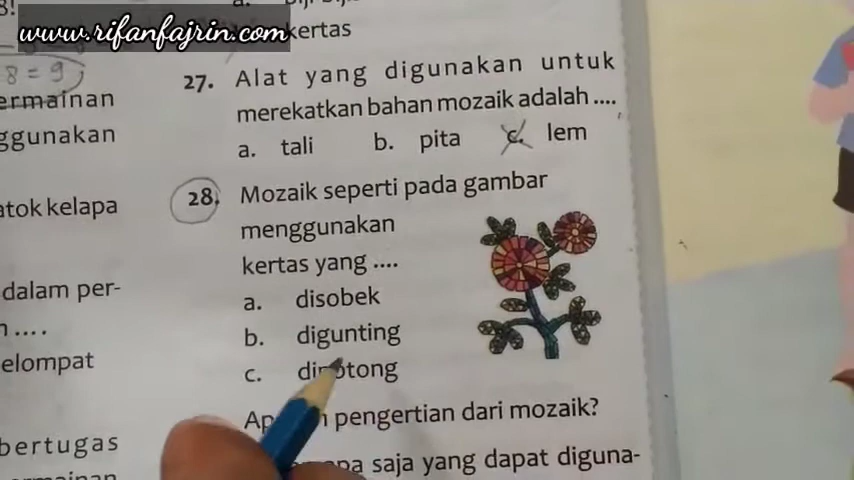 www.rifanfajrin.com
8 = 9
ermainan
ggunakan
atok kelapa
dalam per-
n ....
elompat
bertugas
kertas
27. Alat yang digunakan untuk
merekatkan bahan mozaik adalah ....
a. tali b. pita c. lem
28. Mozaik seperti pada gambar
menggunakan
kertas yang ....
a. disobek
b. digunting
c. dipotong
pengertian dari mozaik?
saja yang dapat diguna-